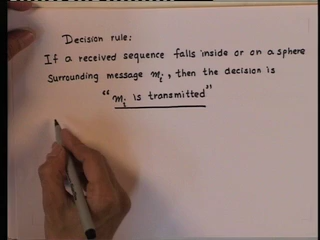 Decision rule:
If a received sequence falls inside or on a sphere
surrounding message mᵢ, then the decision is
"mᵢ is transmitted"